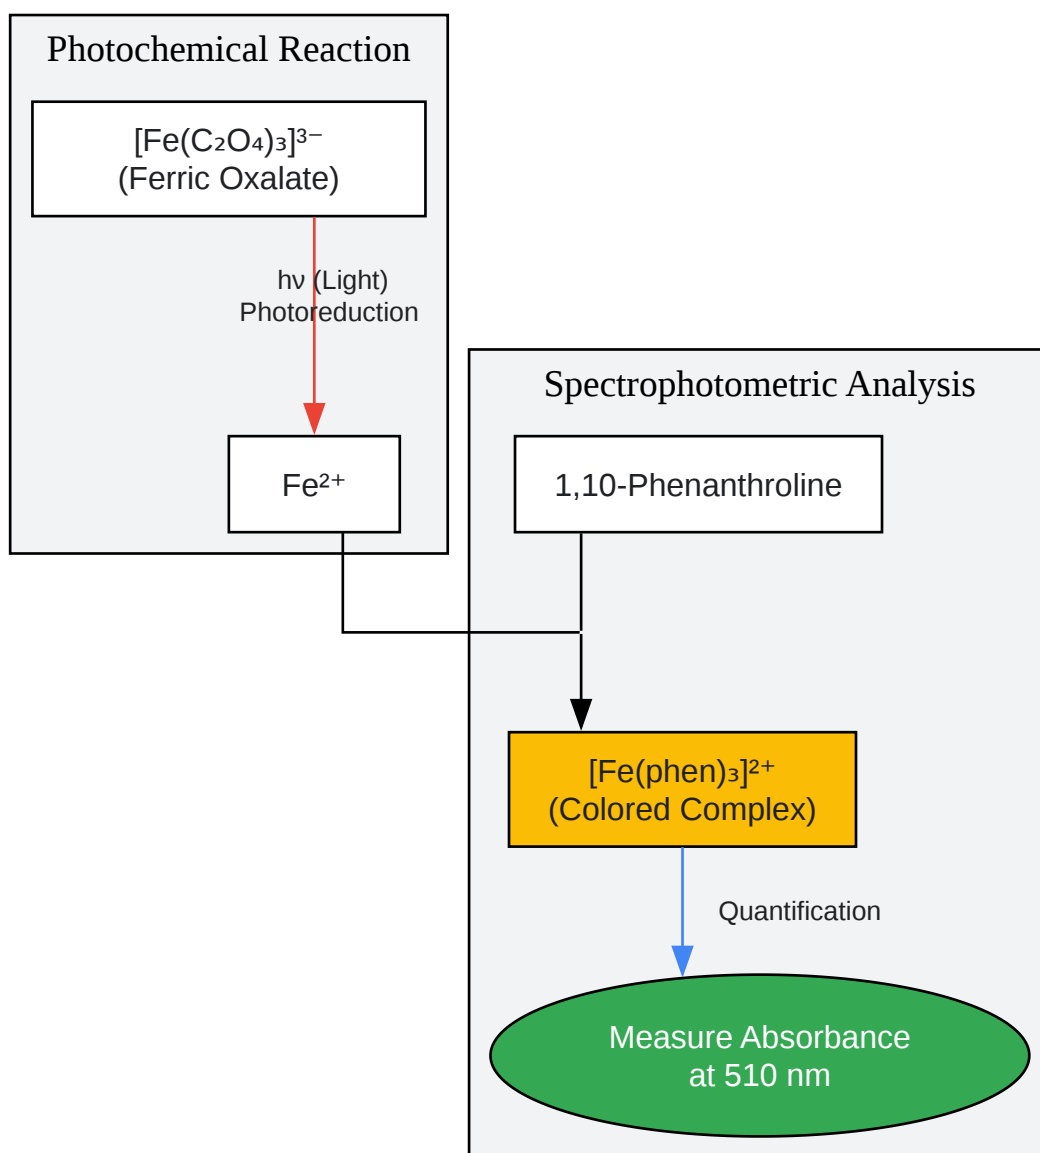 Photochemical Reaction
[Fe(C₂O₄)₃]³⁻
(Ferric Oxalate)
hν (Light)
Photoreduction
Fe²⁺
Spectrophotometric Analysis
1,10-Phenanthroline
[Fe(phen)₃]²⁺
(Colored Complex)
Quantification
Measure Absorbance
at 510 nm